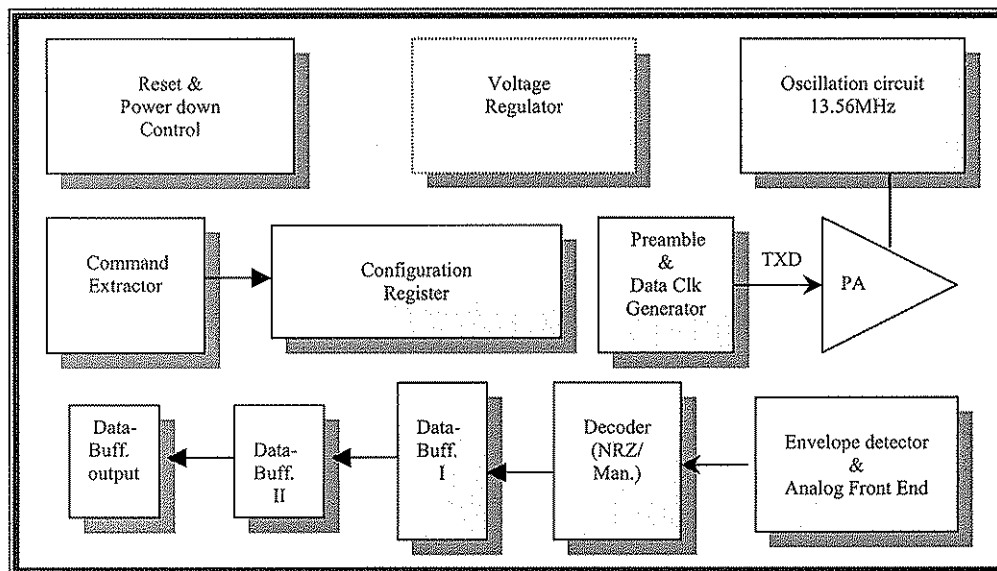 Reset &
Power down
Control
Voltage
Regulator
Oscillation circuit
13.56MHz
Command
Extractor
Configuration
Register
Preamble
&
Data Clk
Generator
TXD
PA
Data-
Buff.
output
Data-
Buff.
II
Data-
Buff.
I
Decoder
(NRZ/
Man.)
Envelope detector
&
Analog Front End